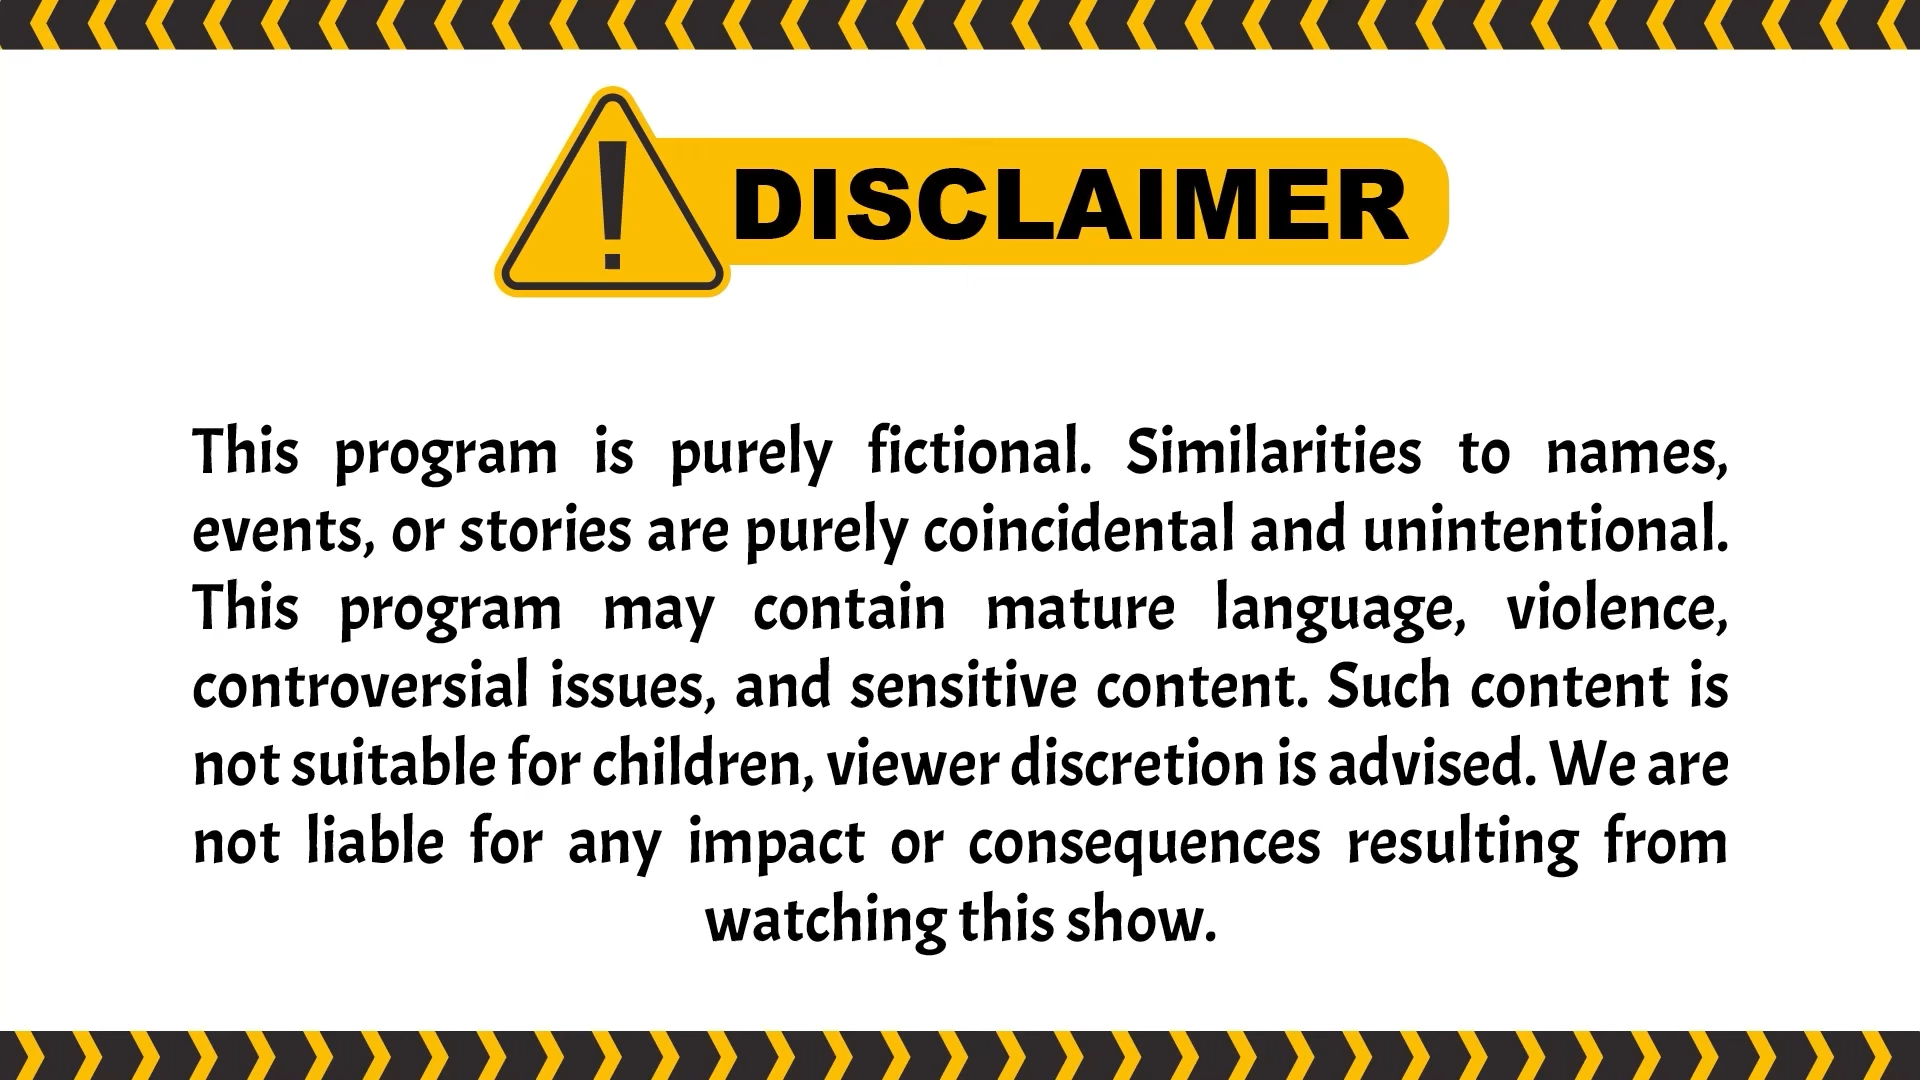 DISCLAIMER
This program is purely fictional. Similarities to names,
events, or stories are purely coincidental and unintentional.
This program may contain mature language, violence,
controversial issues, and sensitive content. Such content is
not suitable for children, viewer discretion is advised. We are
not liable for any impact or consequences resulting from
watching this show.